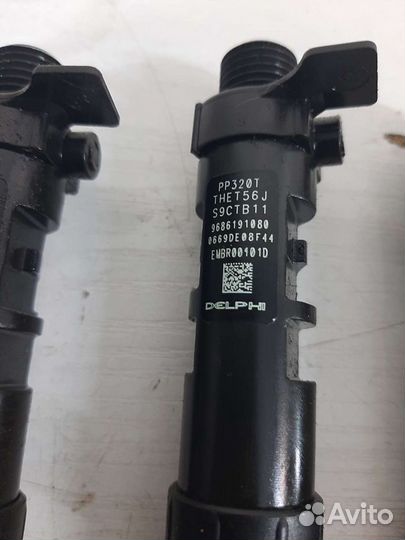 PP320T
THET56J
S9CTB11
9686191080
0669DE08F44
EMBR00101D
DELPHI
Avito